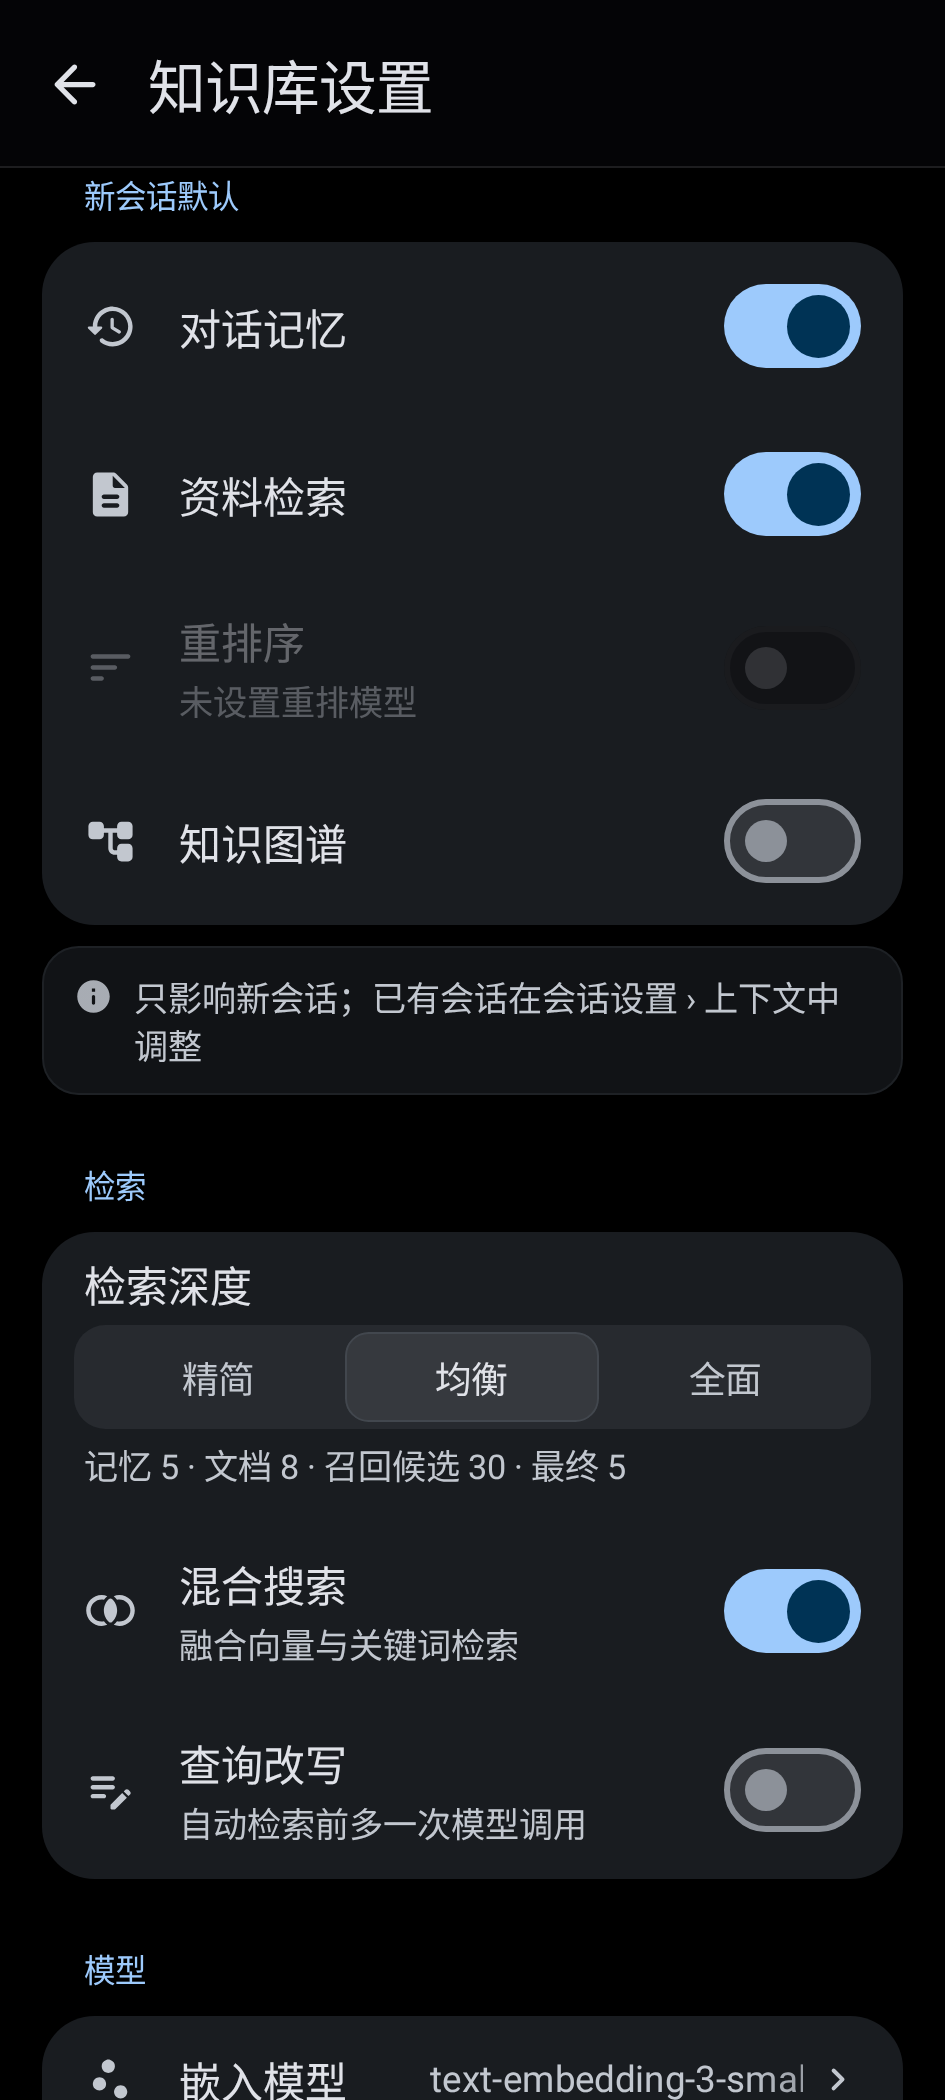 知识库设置
新会话默认
对话记忆
资料检索
重排序
未设置重排模型
知识图谱
只影响新会话；已有会话在会话设置 › 上下文中
调整
检索
检索深度
精简
均衡
全面
记忆 5 · 文档 8 · 召回候选 30 · 最终 5
混合搜索
融合向量与关键词检索
查询改写
自动检索前多一次模型调用
模型
嵌入模型
text-embedding-3-smal